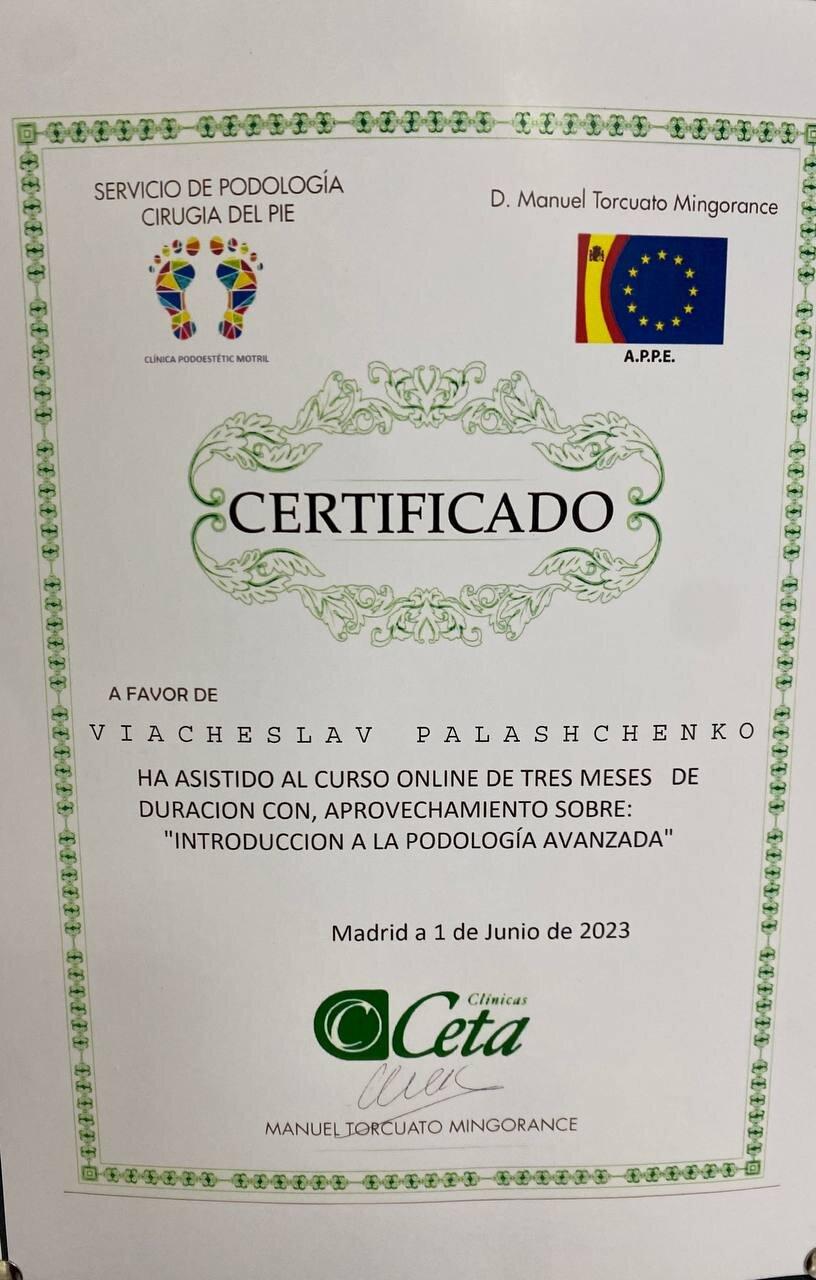 SERVICIO DE PODOLOGÍA
CIRUGIA DEL PIE
CLÍNICA PODOESTÉTIC MOTRIL
D. Manuel Torcuato Mingorance
A.P.P.E.
CERTIFICADO
A FAVOR DE
VIACHESLAV PALASHCHENKO
HA ASISTIDO AL CURSO ONLINE DE TRES MESES DE
DURACION CON, APROVECHAMIENTO SOBRE:
"INTRODUCCION A LA PODOLOGÍA AVANZADA"
Madrid a 1 de Junio de 2023
Clínicas
Ceta
MANUEL TORCUATO MINGORANCE